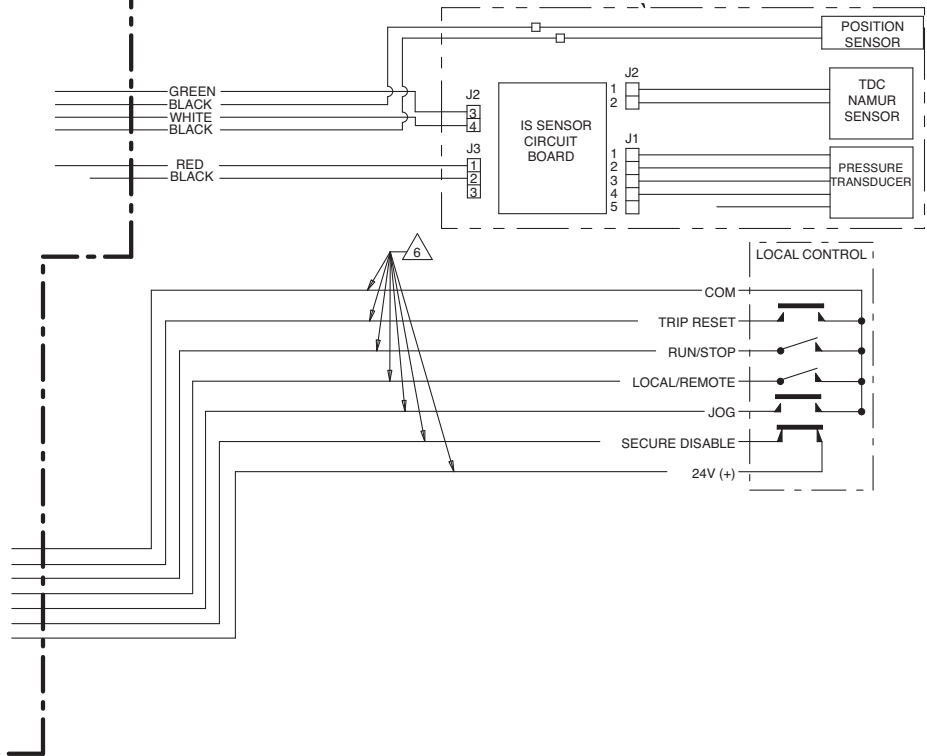 POSITION
SENSOR
J2
1
2
TDC
NAMUR
SENSOR
GREEN
BLACK
WHITE
BLACK
J2
3
4
IS SENSOR
CIRCUIT
BOARD
J1
1
2
3
4
5
PRESSURE
TRANSDUCER
RED
BLACK
J3
1
2
3
6
LOCAL CONTROL
COM
TRIP RESET
RUN/STOP
LOCAL/REMOTE
JOG
SECURE DISABLE
24V (+)